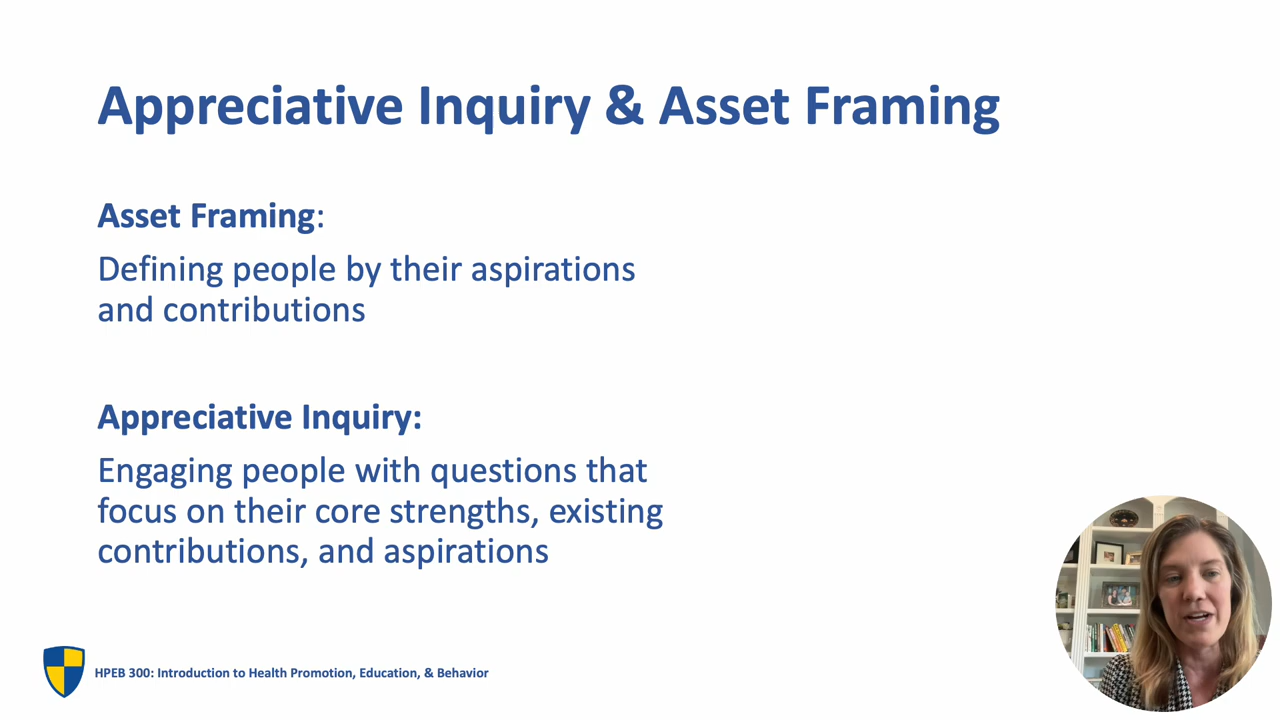 Appreciative Inquiry & Asset Framing
Asset Framing:
Defining people by their aspirations
and contributions
Appreciative Inquiry:
Engaging people with questions that
focus on their core strengths, existing
contributions, and aspirations
HPEB 300: Introduction to Health Promotion, Education, & Behavior